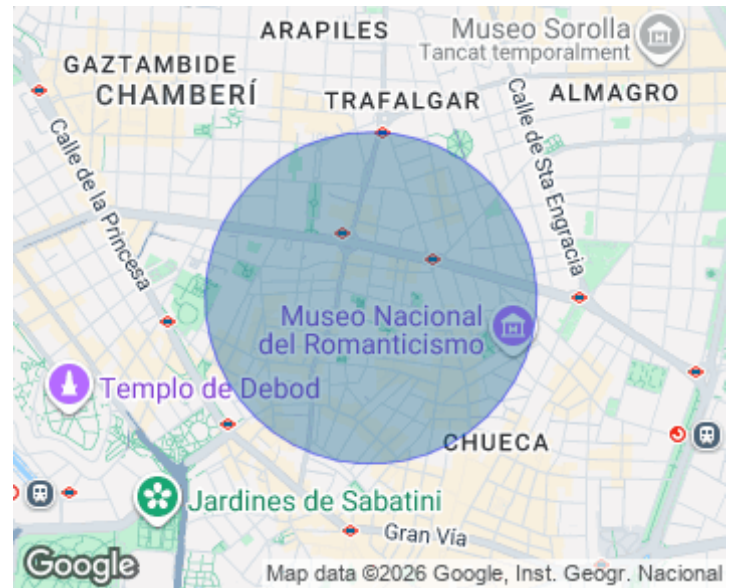 ARAPILES
Museo Sorolla
Tancat temporalment
GAZTAMBIDE
CHAMBERÍ
TRAFALGAR
ALMAGRO
Calle de la Princesa
Calle de Sta Engracia
Museo Nacional
del Romanticismo
Templo de Debod
CHUECA
Jardines de Sabatini
Gran Vía
Google
Map data ©2026 Google, Inst. Geogr. Nacional